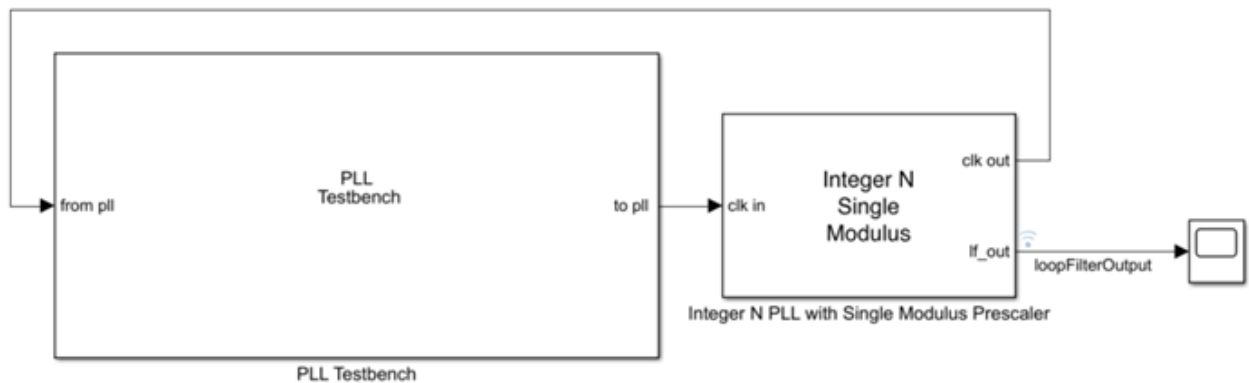 PLL
Testbench
from pll
to pll
PLL Testbench
clk in
Integer N
Single
Modulus
clk out
lf_out
loopFilterOutput
Integer N PLL with Single Modulus Prescaler